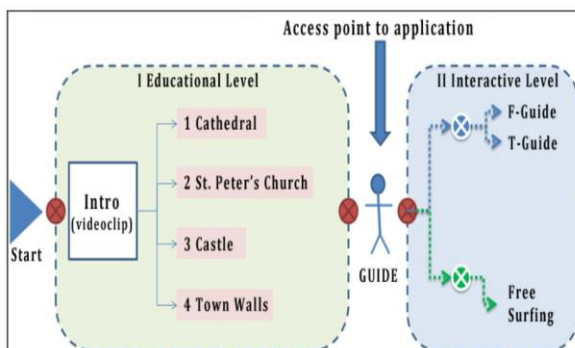 Access point to application
I Educational Level
II Interactive Level
Start
Intro
(videoclip)
1 Cathedral
2 St. Peter's Church
3 Castle
4 Town Walls
GUIDE
F-Guide
T-Guide
Free
Surfing